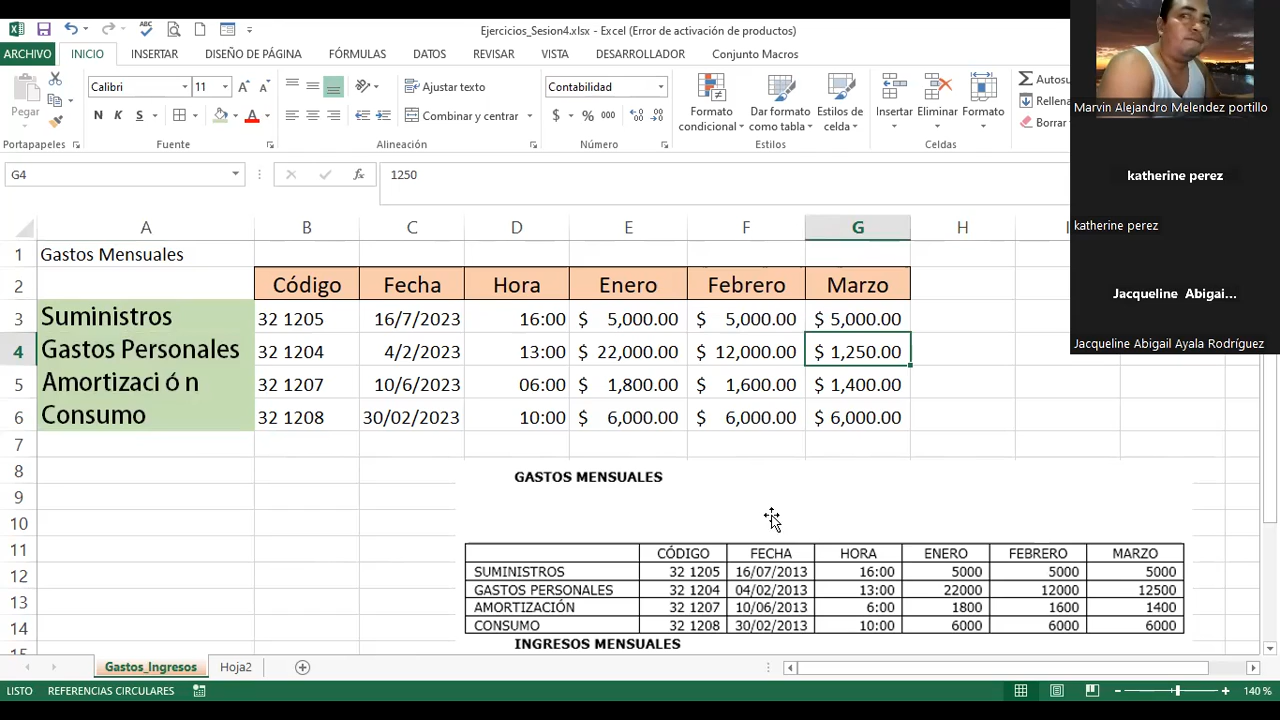 Ejercicios_Sesion4.xlsx - Excel (Error de activación de productos)
ARCHIVO INICIO INSERTAR DISEÑO DE PÁGINA FÓRMULAS DATOS REVISAR VISTA DESARROLLADOR Conjunto Macros
Calibri 11 Ajustar texto Contabilidad Autosu
Pegar N K S Combinar y centrar $ % 000 Formato condicional Dar formato como tabla Estilos de celda Insertar Eliminar Formato Rellena
Borrar
Portapapeles Fuente Alineación Número Estilos Celdas
Marvin Alejandro Melendez portillo
katherine perez
katherine perez
Jacqueline Abigai...
Jacqueline Abigail Ayala Rodríguez
G4 fx 1250
A B C D E F G H I
1 Gastos Mensuales
2 Código Fecha Hora Enero Febrero Marzo
3 Suministros 32 1205 16/7/2023 16:00 $ 5,000.00 $ 5,000.00 $ 5,000.00
4 Gastos Personales 32 1204 4/2/2023 13:00 $ 22,000.00 $ 12,000.00 $ 1,250.00
5 Amortizaci ó n 32 1207 10/6/2023 06:00 $ 1,800.00 $ 1,600.00 $ 1,400.00
6 Consumo 32 1208 30/02/2023 10:00 $ 6,000.00 $ 6,000.00 $ 6,000.00
7
8 GASTOS MENSUALES
9
10
11 CÓDIGO FECHA HORA ENERO FEBRERO MARZO
12 SUMINISTROS 32 1205 16/07/2013 16:00 5000 5000 5000
13 GASTOS PERSONALES 32 1204 04/02/2013 13:00 22000 12000 12500
AMORTIZACIÓN 32 1207 10/06/2013 6:00 1800 1600 1400
14 CONSUMO 32 1208 30/02/2013 10:00 6000 6000 6000
15 INGRESOS MENSUALES
Gastos_Ingresos Hoja2
LISTO REFERENCIAS CIRCULARES 140 %